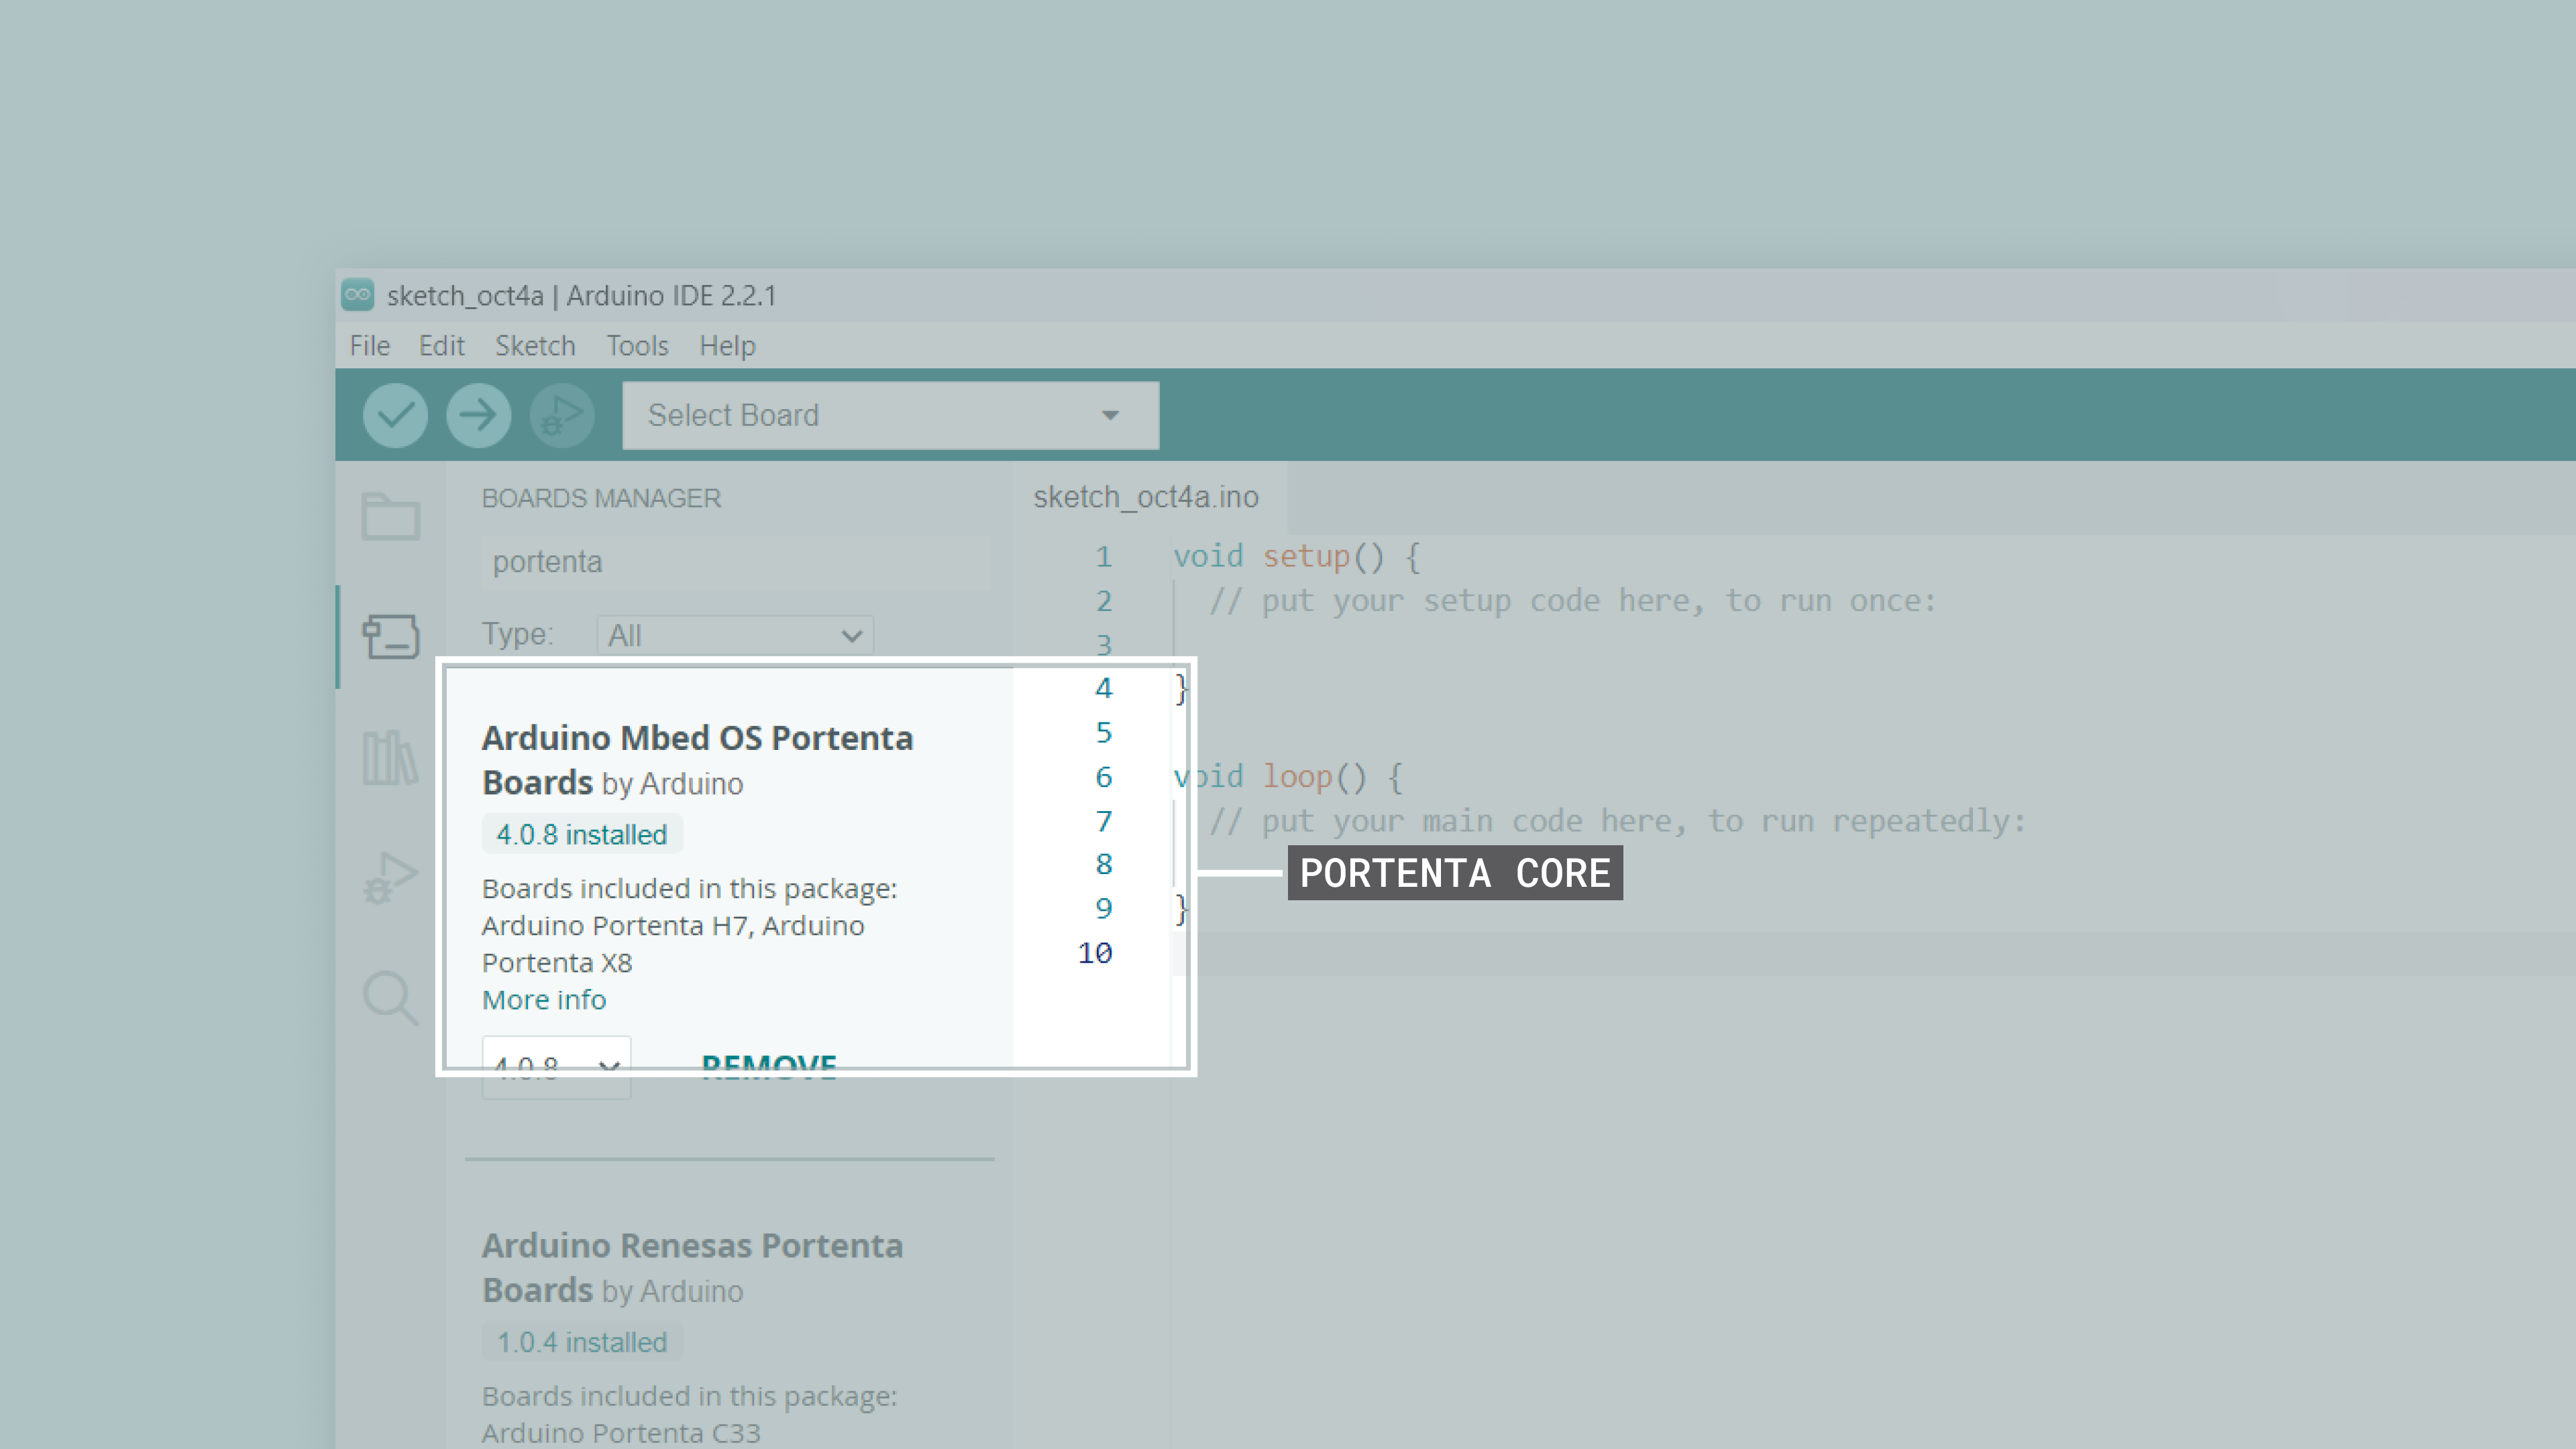 sketch_oct4a | Arduino IDE 2.2.1
File Edit Sketch Tools Help
Select Board
BOARDS MANAGER
portenta
Type: All
Arduino Mbed OS Portenta
Boards by Arduino
4.0.8 installed
Boards included in this package:
Arduino Portenta H7, Arduino
Portenta X8
More info
4.0.8 REMOVE
Arduino Renesas Portenta
Boards by Arduino
1.0.4 installed
Boards included in this package:
Arduino Portenta C33
sketch_oct4a.ino
1 void setup() {
2 // put your setup code here, to run once:
3
4 }
5
6 void loop() {
7 // put your main code here, to run repeatedly:
8
9 }
10
PORTENTA CORE